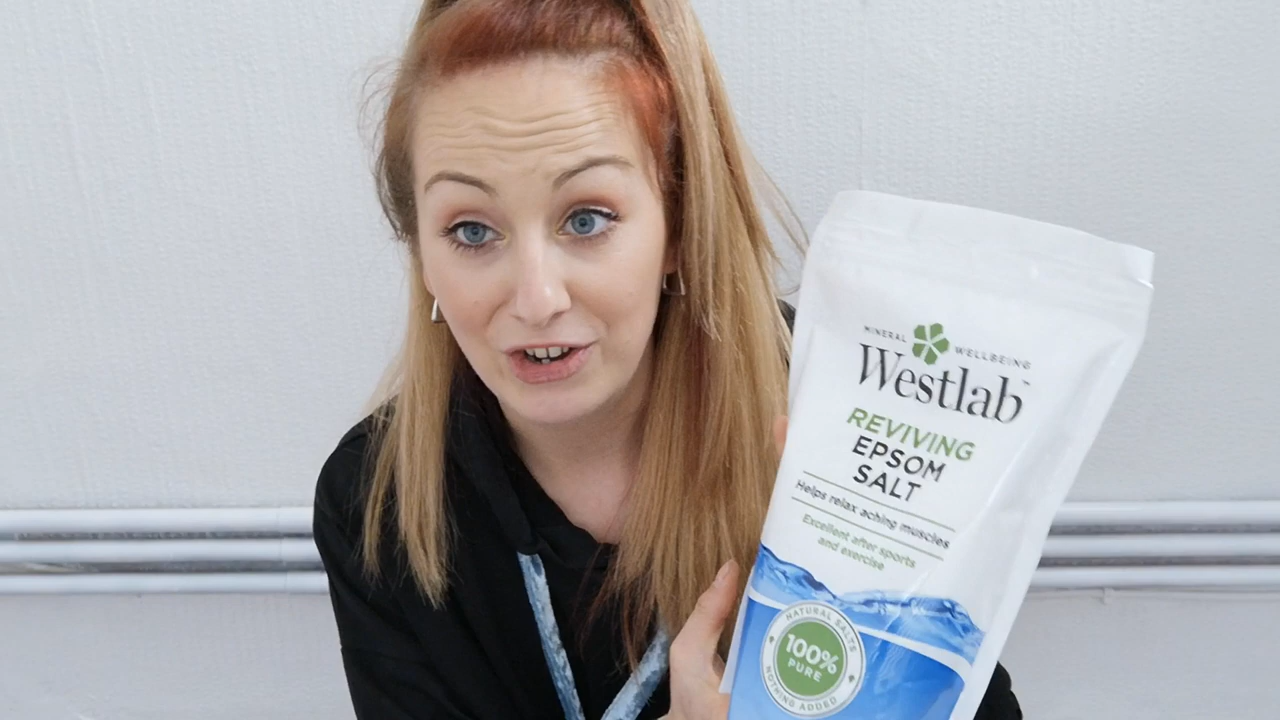 MINERAL WELLBEING
Westlab™
REVIVING
EPSOM
SALT
Helps relax aching muscles
Excellent after sports
and exercise
NATURAL SALTS
100%
PURE
NOTHING ADDED